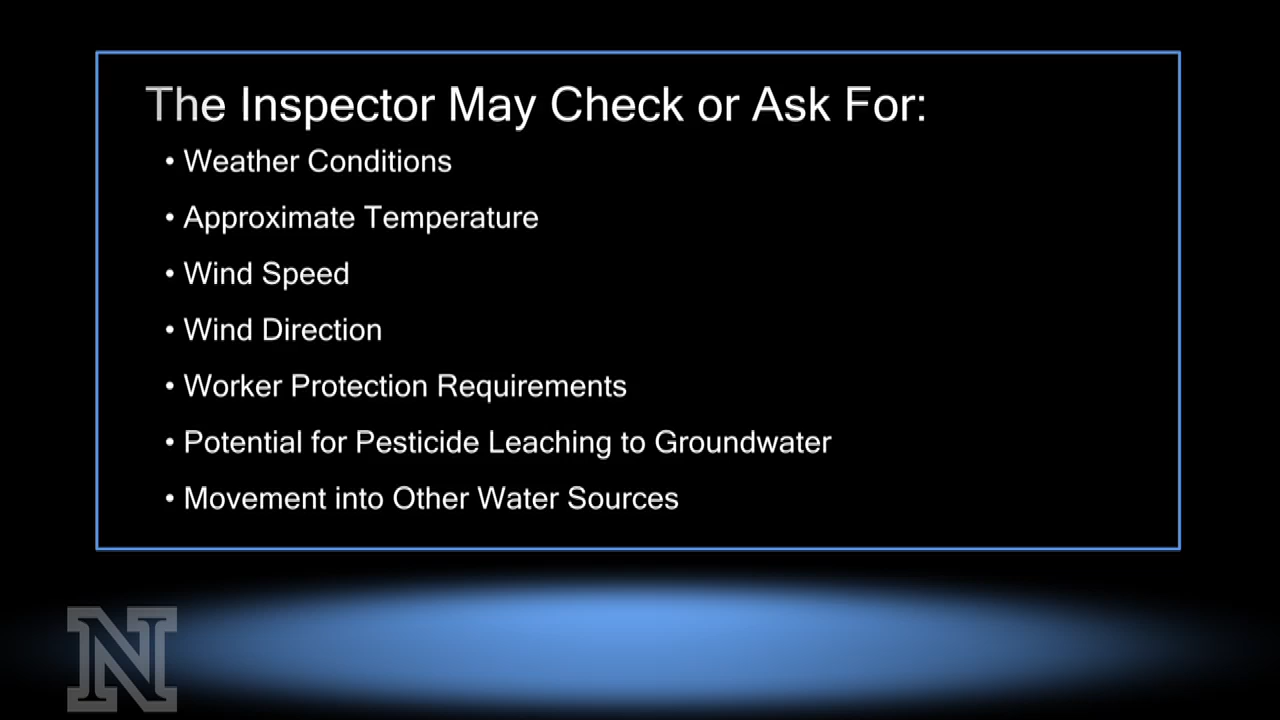 The Inspector May Check or Ask For:
• Weather Conditions
• Approximate Temperature
• Wind Speed
• Wind Direction
• Worker Protection Requirements
• Potential for Pesticide Leaching to Groundwater
• Movement into Other Water Sources
N